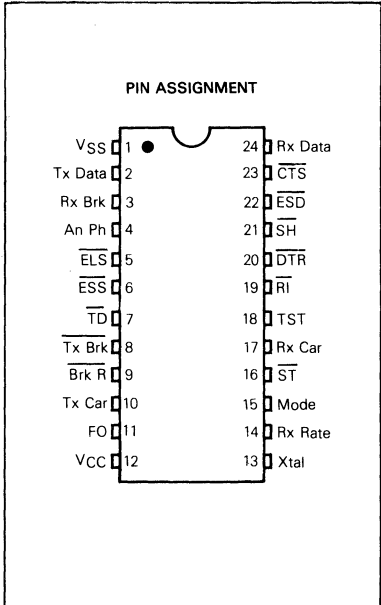 PIN ASSIGNMENT
VSS 1 24 Rx Data
Tx Data 2 23 CTS
Rx Brk 3 22 ESD
An Ph 4 21 SH
ELS 5 20 DTR
ESS 6 19 RI
TD 7 18 TST
Tx Brk 8 17 Rx Car
Brk R 9 16 ST
Tx Car 10 15 Mode
FO 11 14 Rx Rate
VCC 12 13 Xtal